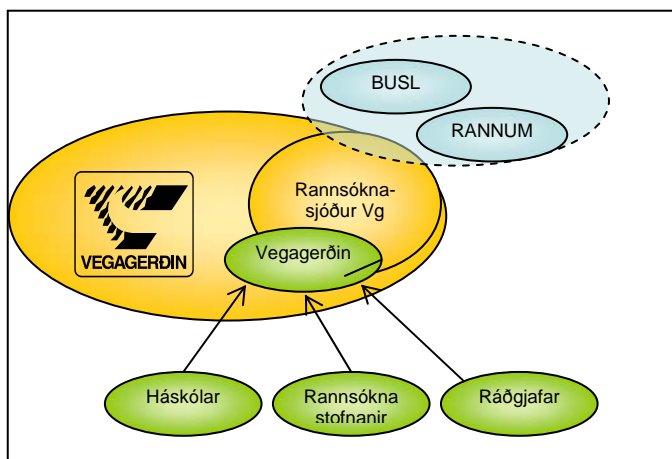 BUSL
RANNUM
Rannsókna-
sjóður Vg
Vegagerðin
VEGAGERÐIN
Háskólar
Rannsókna
stofnanir
Ráðgjafar